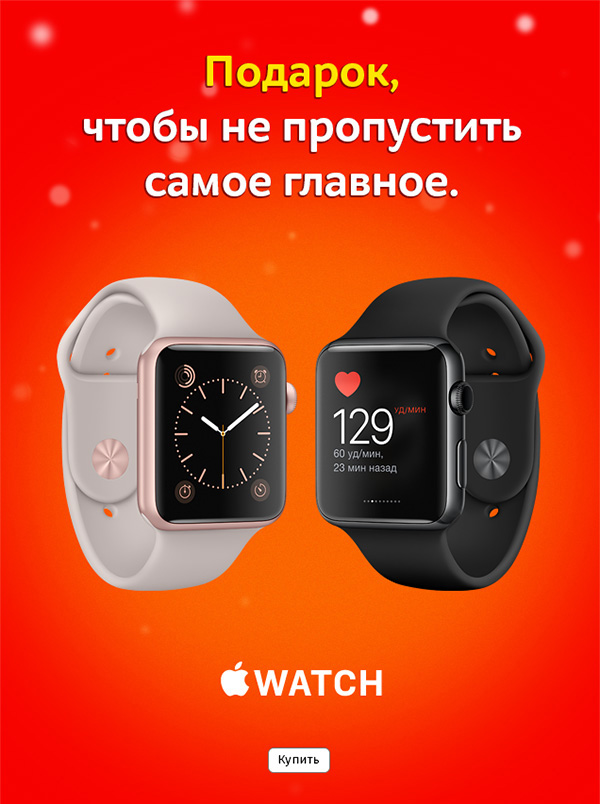 Подарок,
чтобы не пропустить
самое главное.
129 УД/МИН
60 уд/мин,
23 мин назад
WATCH
Купить